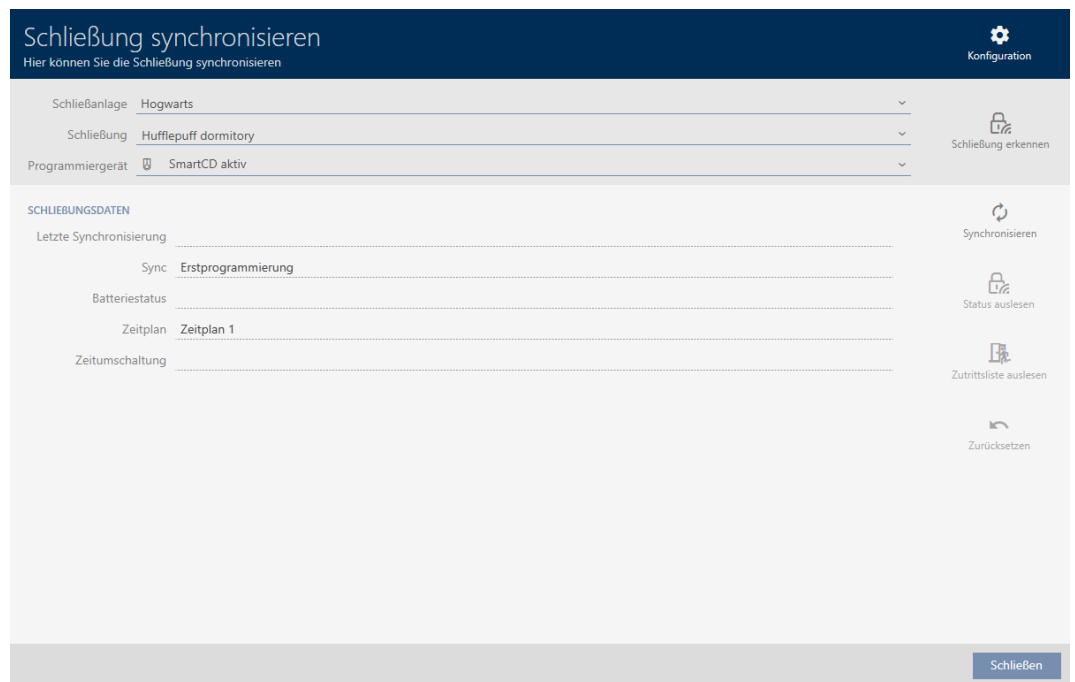 Schließung synchronisieren
Hier können Sie die Schließung synchronisieren
Konfiguration
Schließanlage Hogwarts
Schließung Hufflepuff dormitory
Programmiergerät SmartCD aktiv
Schließung erkennen
SCHLIEßUNGSDATEN
Letzte Synchronisierung
Sync Erstprogrammierung
Batteriestatus
Zeitplan Zeitplan 1
Zeitumschaltung
Synchronisieren
Status auslesen
Zutrittsliste auslesen
Zurücksetzen
Schließen